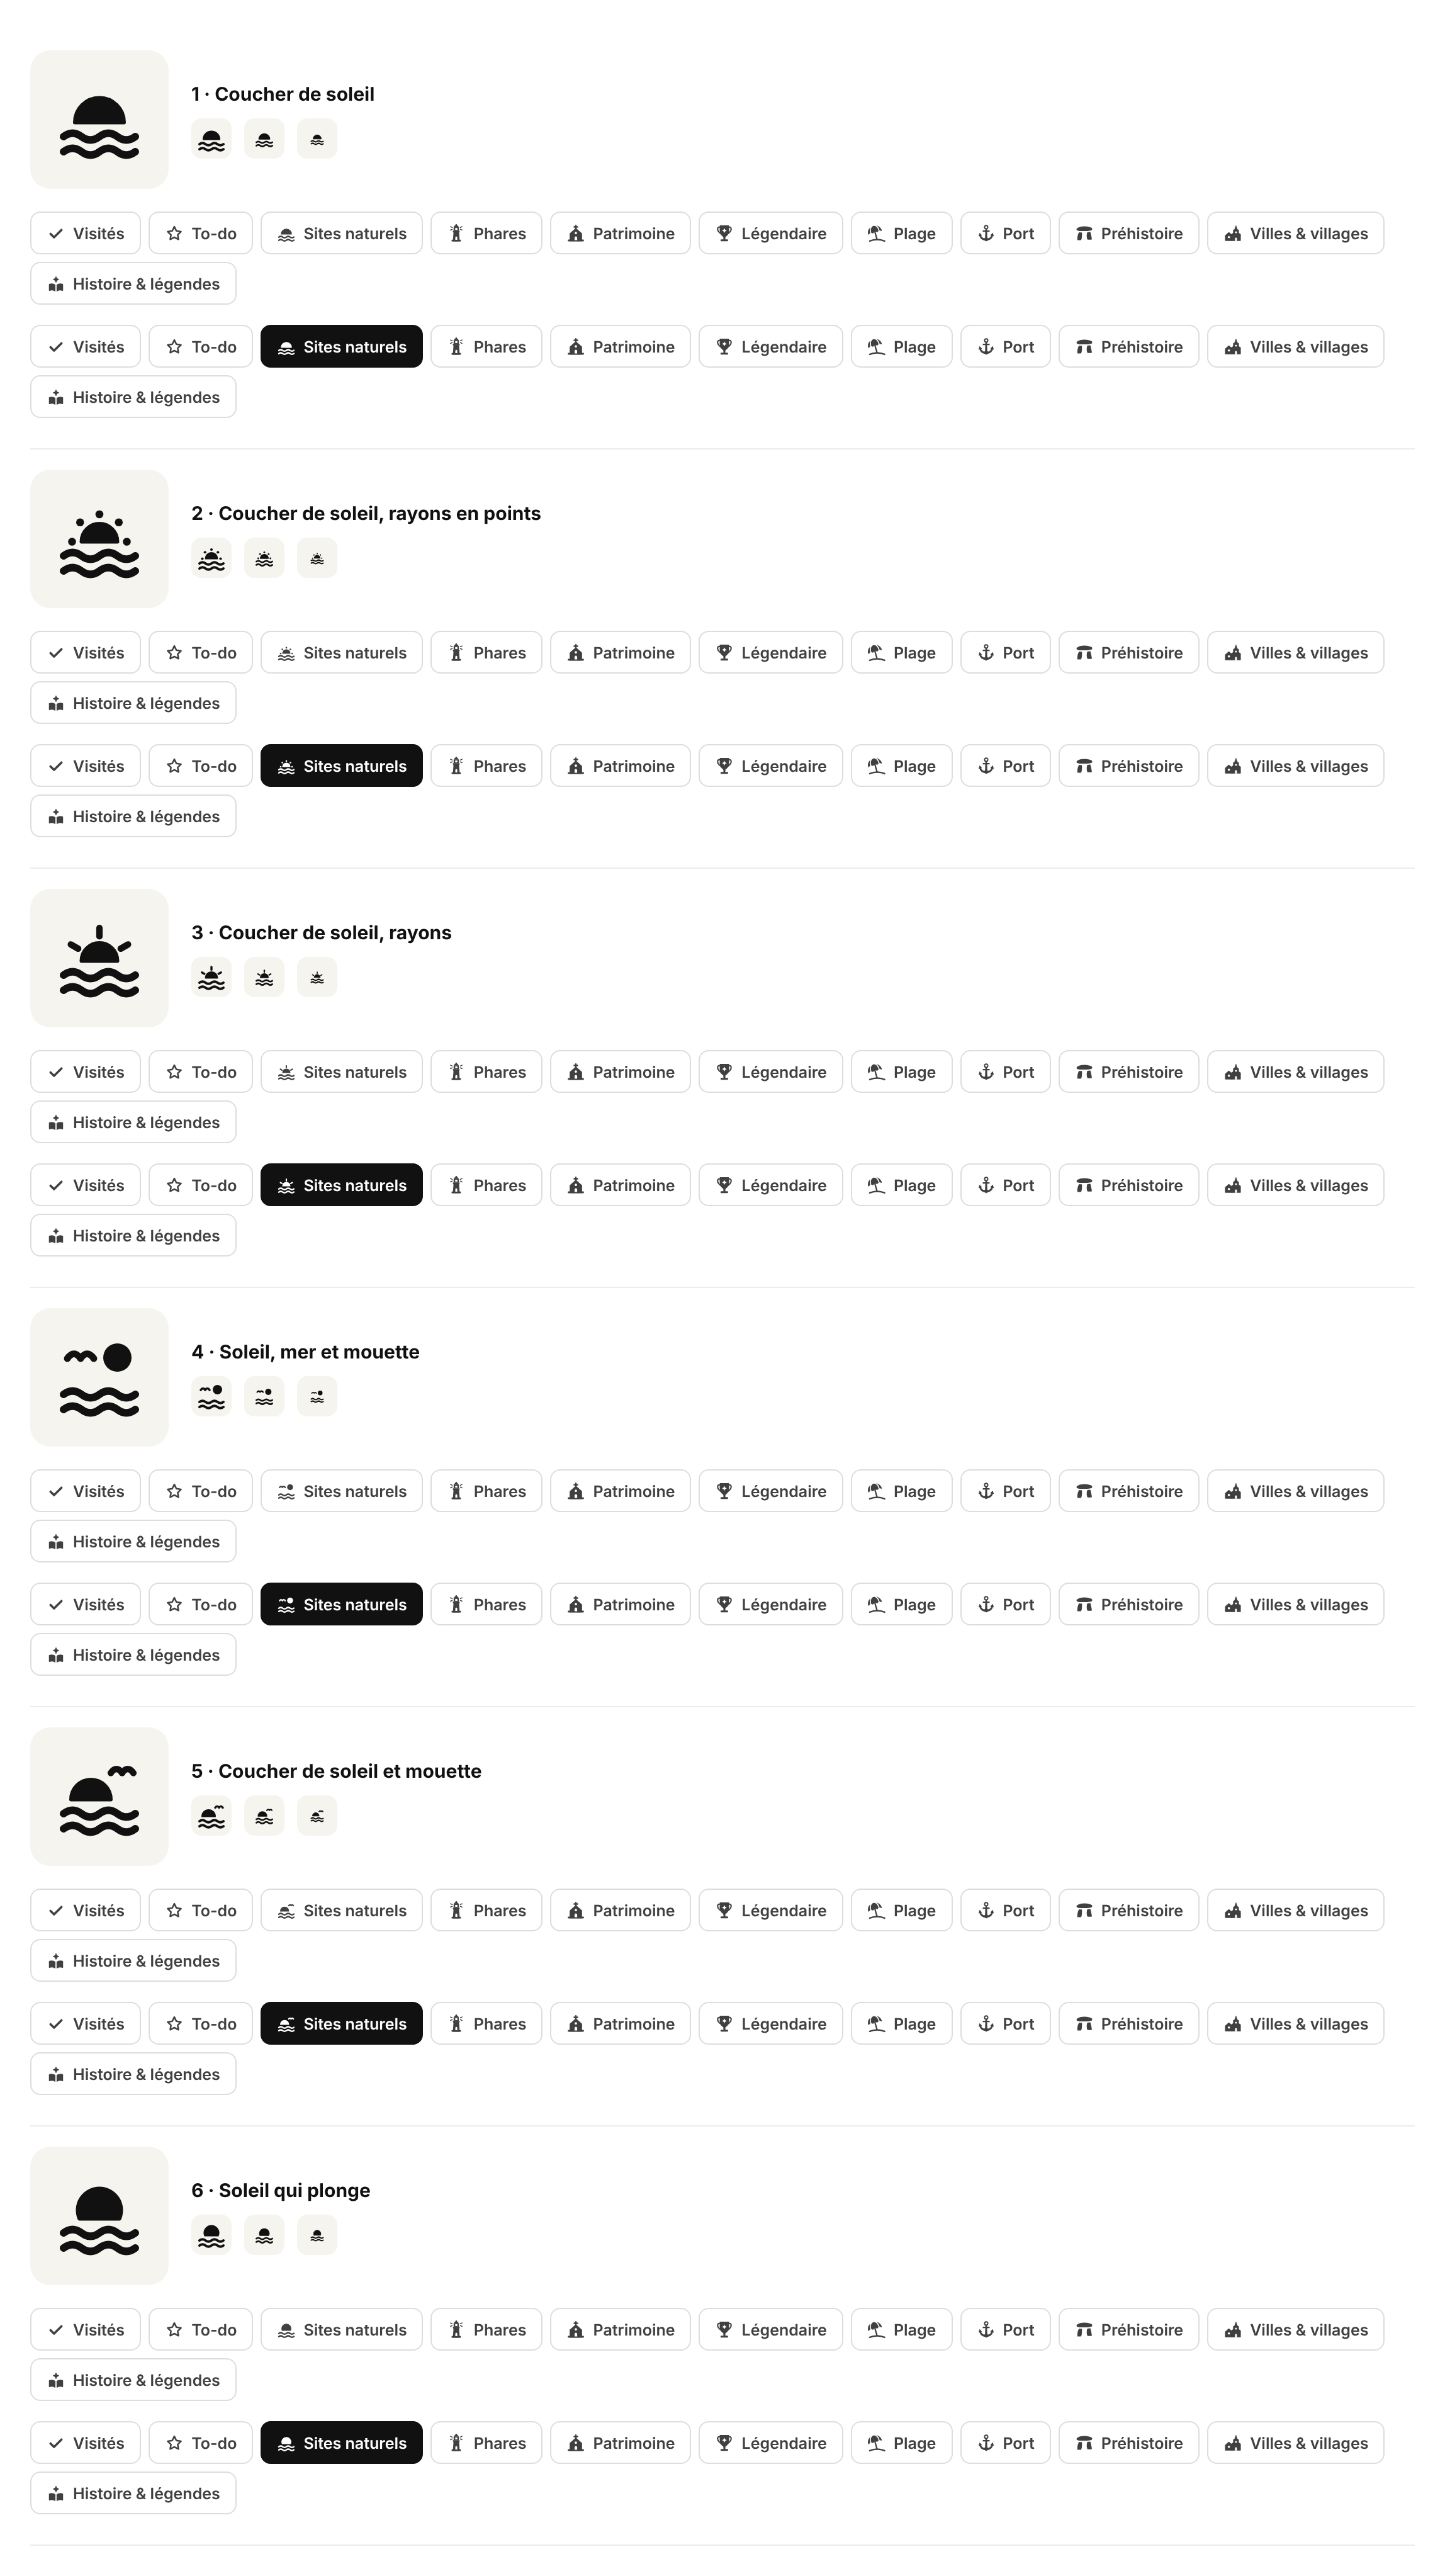 1 · Coucher de soleil
Visités To-do Sites naturels Phares Patrimoine Légendaire Plage Port Préhistoire Villes & villages
Histoire & légendes
Visités To-do Sites naturels Phares Patrimoine Légendaire Plage Port Préhistoire Villes & villages
Histoire & légendes
2 · Coucher de soleil, rayons en points
Visités To-do Sites naturels Phares Patrimoine Légendaire Plage Port Préhistoire Villes & villages
Histoire & légendes
Visités To-do Sites naturels Phares Patrimoine Légendaire Plage Port Préhistoire Villes & villages
Histoire & légendes
3 · Coucher de soleil, rayons
Visités To-do Sites naturels Phares Patrimoine Légendaire Plage Port Préhistoire Villes & villages
Histoire & légendes
Visités To-do Sites naturels Phares Patrimoine Légendaire Plage Port Préhistoire Villes & villages
Histoire & légendes
4 · Soleil, mer et mouette
Visités To-do Sites naturels Phares Patrimoine Légendaire Plage Port Préhistoire Villes & villages
Histoire & légendes
Visités To-do Sites naturels Phares Patrimoine Légendaire Plage Port Préhistoire Villes & villages
Histoire & légendes
5 · Coucher de soleil et mouette
Visités To-do Sites naturels Phares Patrimoine Légendaire Plage Port Préhistoire Villes & villages
Histoire & légendes
Visités To-do Sites naturels Phares Patrimoine Légendaire Plage Port Préhistoire Villes & villages
Histoire & légendes
6 · Soleil qui plonge
Visités To-do Sites naturels Phares Patrimoine Légendaire Plage Port Préhistoire Villes & villages
Histoire & légendes
Visités To-do Sites naturels Phares Patrimoine Légendaire Plage Port Préhistoire Villes & villages
Histoire & légendes